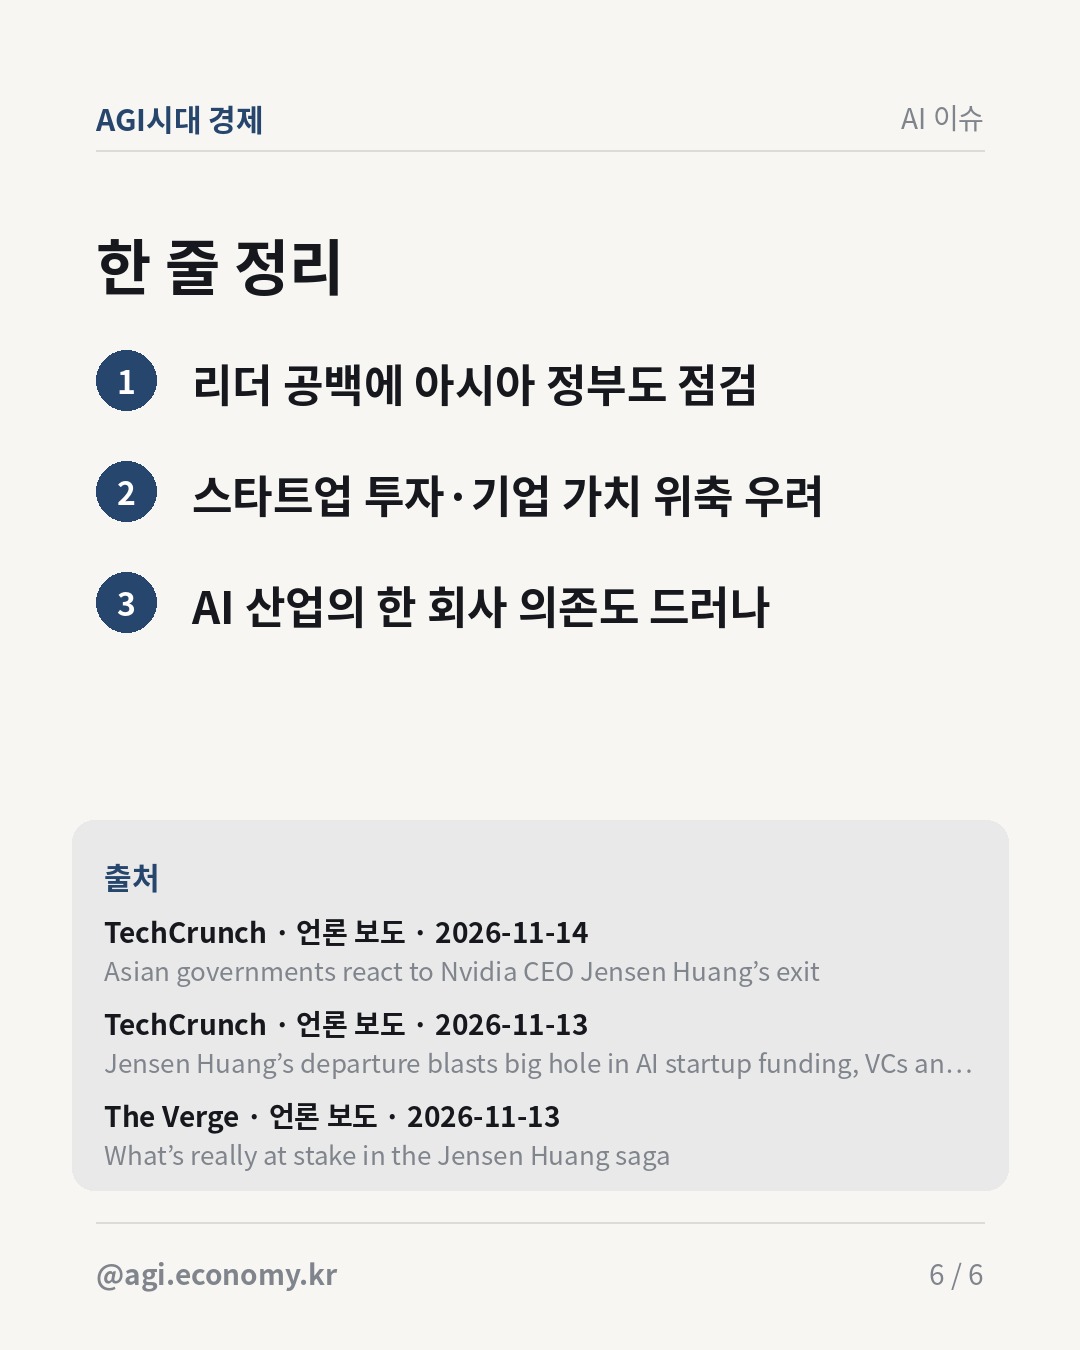 AGI시대 경제
AI 이슈
한 줄 정리
1 리더 공백에 아시아 정부도 점검
2 스타트업 투자·기업 가치 위축 우려
3 AI 산업의 한 회사 의존도 드러나
출처
TechCrunch · 언론 보도 · 2026-11-14
Asian governments react to Nvidia CEO Jensen Huang’s exit
TechCrunch · 언론 보도 · 2026-11-13
Jensen Huang’s departure blasts big hole in AI startup funding, VCs an…
The Verge · 언론 보도 · 2026-11-13
What’s really at stake in the Jensen Huang saga
@agi.economy.kr
6 / 6